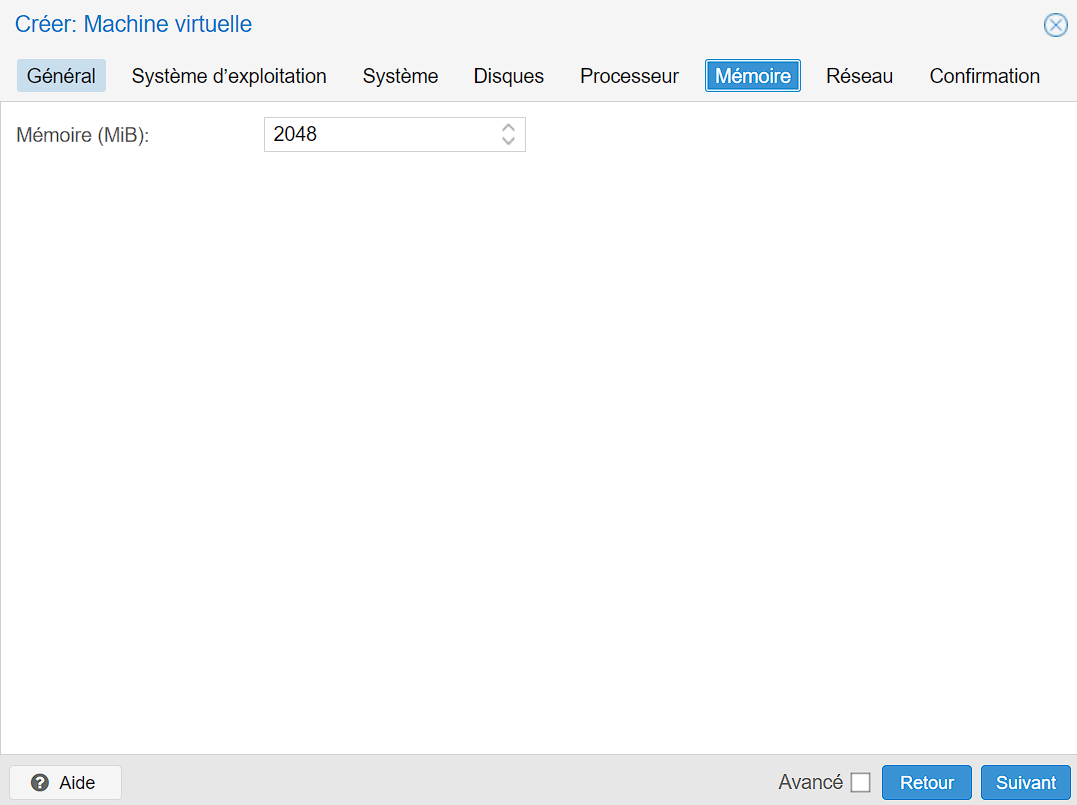 Créer: Machine virtuelle
Général Système d'exploitation Système Disques Processeur Mémoire Réseau Confirmation
Mémoire (MiB): 2048
Aide Avancé Retour Suivant